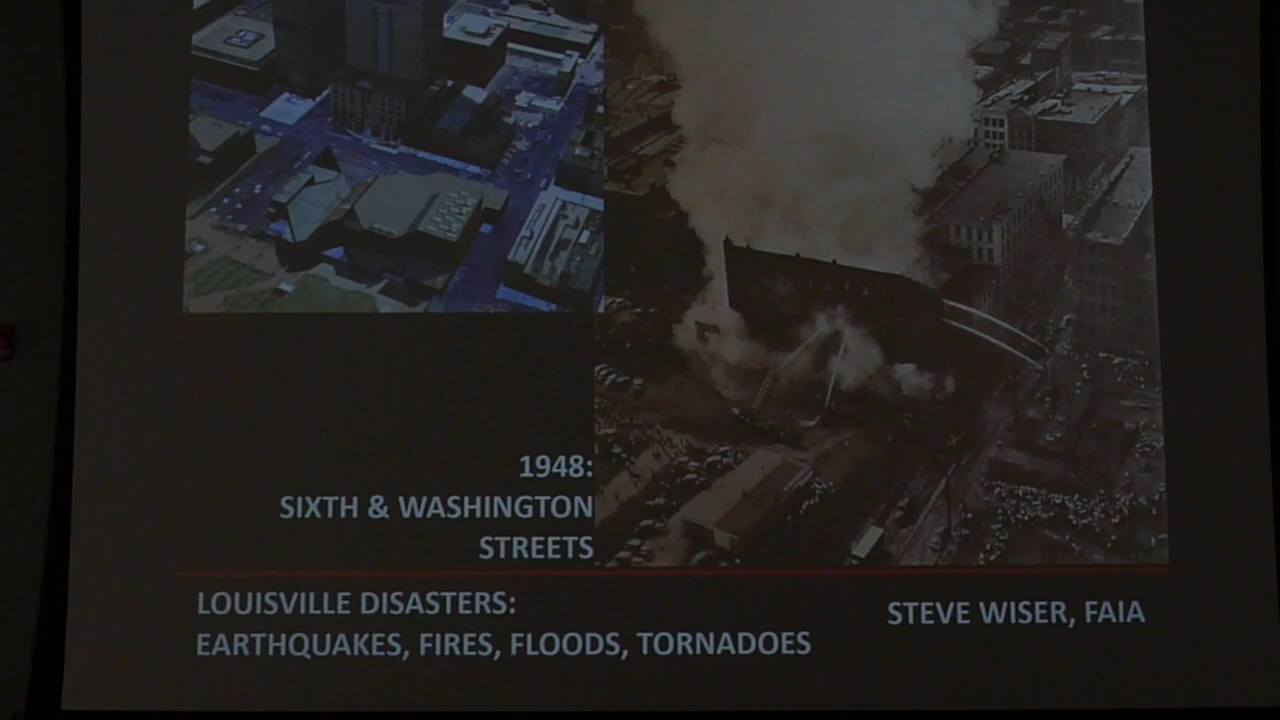 1948:
SIXTH & WASHINGTON
STREETS
LOUISVILLE DISASTERS:
EARTHQUAKES, FIRES, FLOODS, TORNADOES
STEVE WISER, FAIA